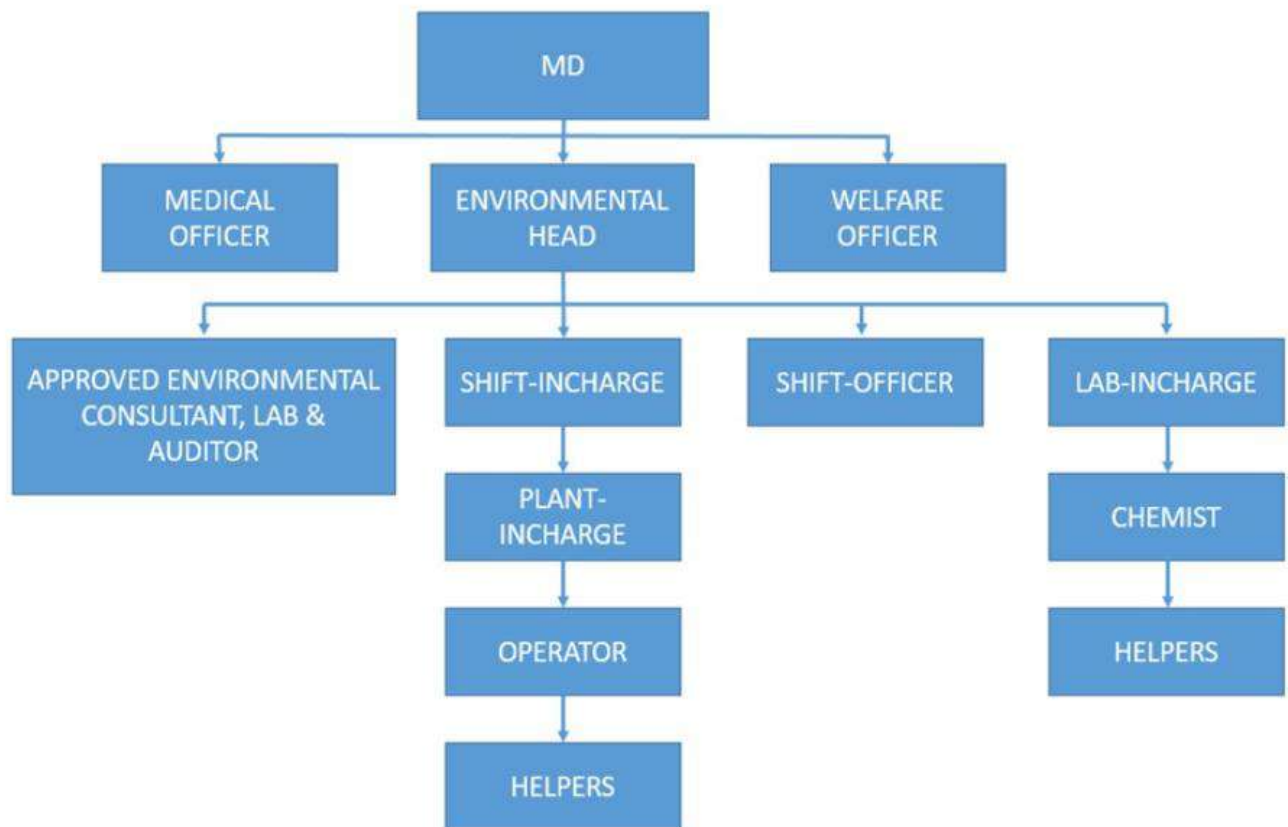 MD
MEDICAL
OFFICER
ENVIRONMENTAL
HEAD
WELFARE
OFFICER
APPROVED ENVIRONMENTAL
CONSULTANT, LAB &
AUDITOR
SHIFT-INCHARGE
SHIFT-OFFICER
LAB-INCHARGE
PLANT-
INCHARGE
CHEMIST
OPERATOR
HELPERS
HELPERS